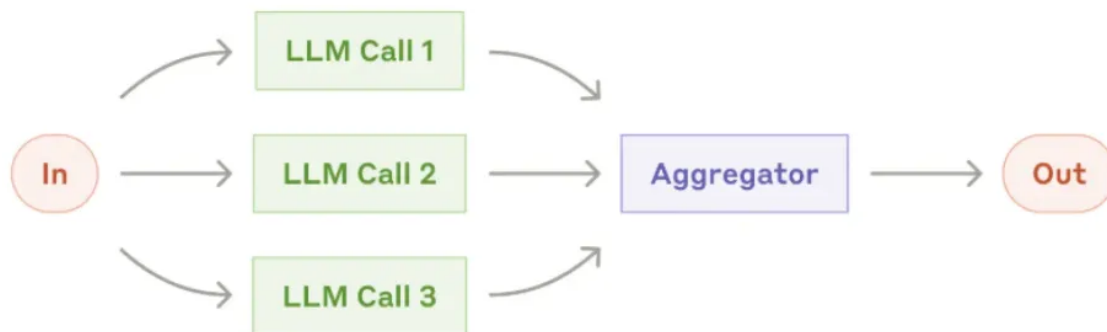 LLM Call 1
In
LLM Call 2
Aggregator
Out
LLM Call 3